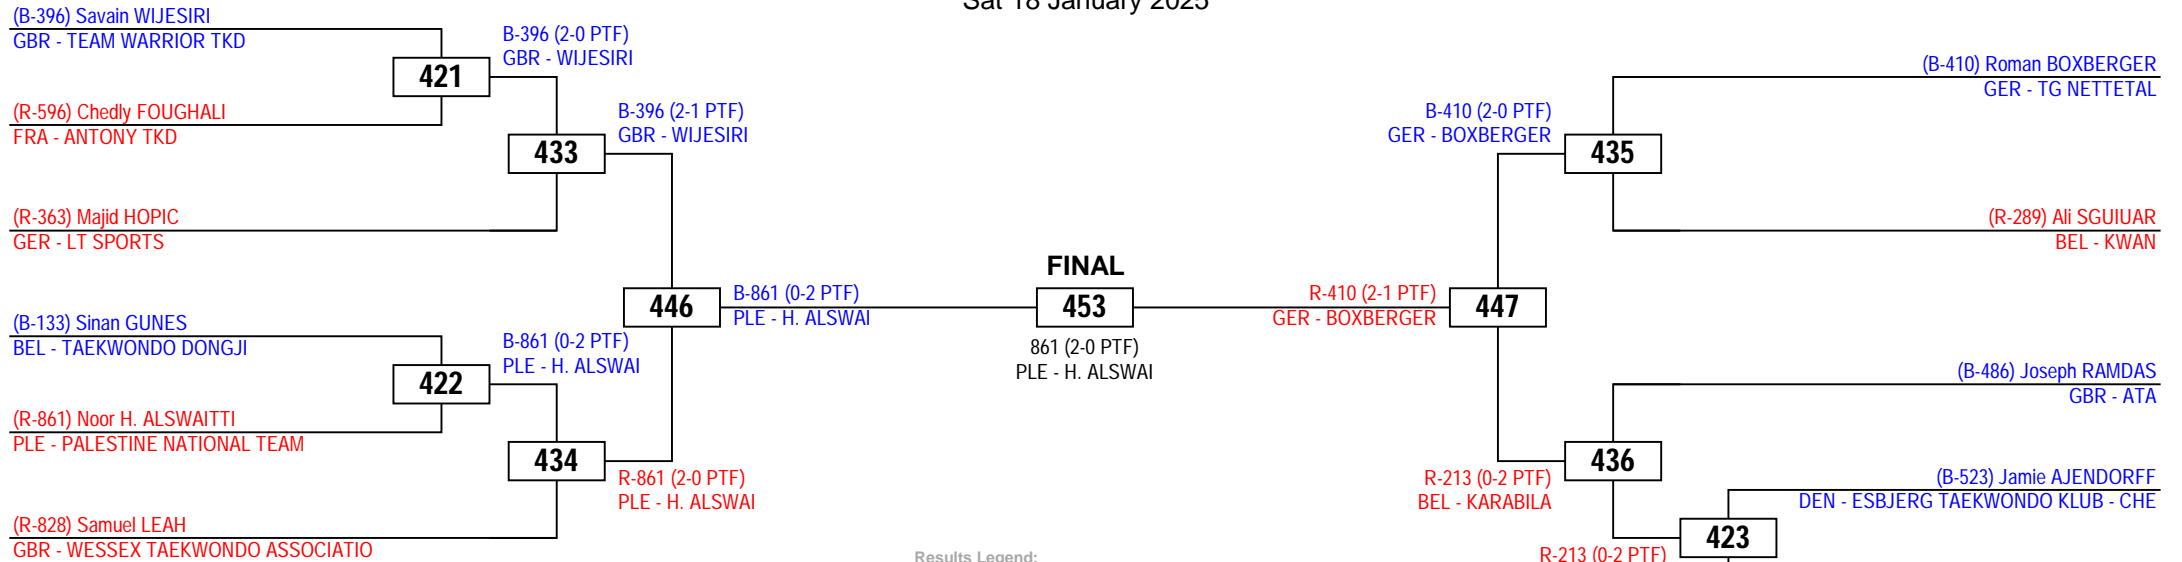 Sat 18 January 2025
(B-396) Savain WIJESIRI
GBR - TEAM WARRIOR TKD
421
B-396 (2-0 PTF)
GBR - WIJESIRI
(R-596) Chedly FOUGHALI
FRA - ANTONY TKD
433
B-396 (2-1 PTF)
GBR - WIJESIRI
(R-363) Majid HOPIC
GER - LT SPORTS
446
B-861 (0-2 PTF)
PLE - H. ALSWAI
(B-133) Sinan GUNES
BEL - TAEKWONDO DONGJI
422
B-861 (0-2 PTF)
PLE - H. ALSWAI
(R-861) Noor H. ALSWAITTI
PLE - PALESTINE NATIONAL TEAM
434
R-861 (2-0 PTF)
PLE - H. ALSWAI
(R-828) Samuel LEAH
GBR - WESSEX TAEKWONDO ASSOCIATIO
FINAL
453
861 (2-0 PTF)
PLE - H. ALSWAI
(B-410) Roman BOXBERGER
GER - TG NETTETAL
B-410 (2-0 PTF)
GER - BOXBERGER
435
(R-289) Ali SGUIUAR
BEL - KWAN
R-410 (2-1 PTF)
GER - BOXBERGER
447
(B-486) Joseph RAMDAS
GBR - ATA
436
R-213 (0-2 PTF)
BEL - KARABILA
(B-523) Jamie AJENDORFF
DEN - ESBJERG TAEKWONDO KLUB - CHE
423
R-213 (0-2 PTF)
Results Legend: